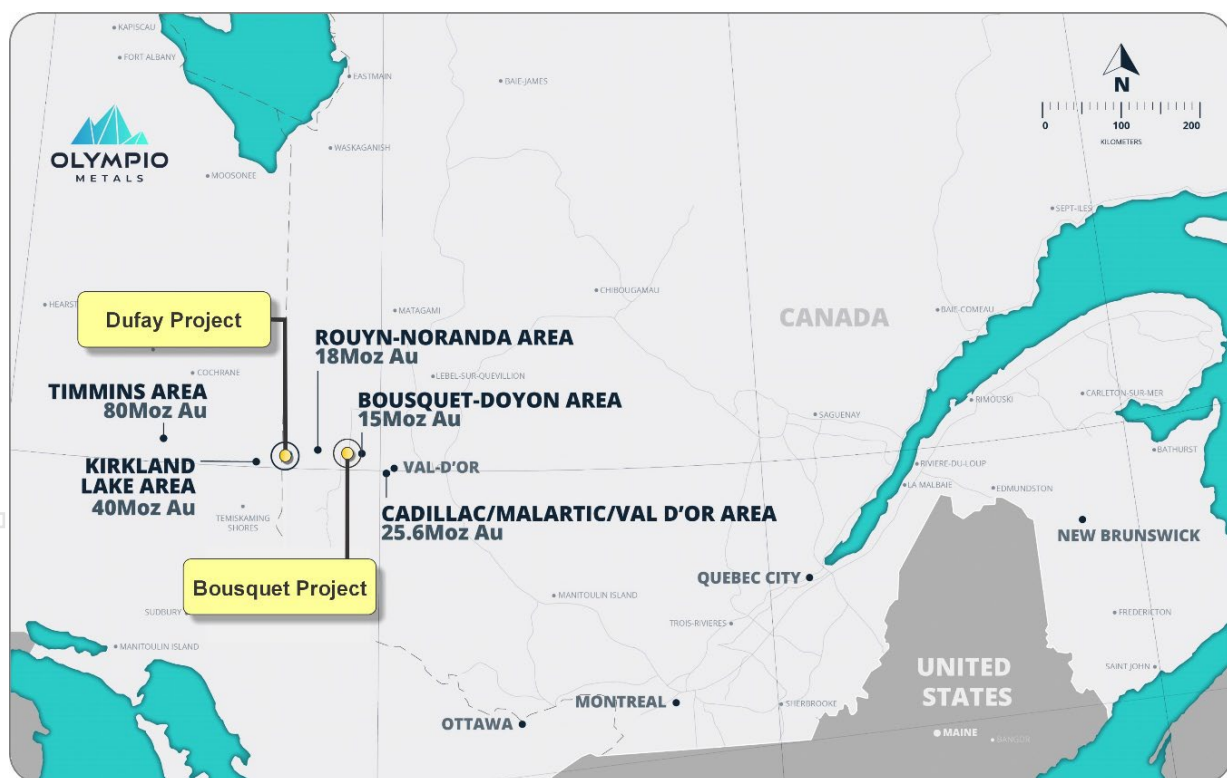 KAPISCAU
FORT ALBANY
EASTMAIN
BAIE-JAMES
N
0 100 200
KILOMETERS
OLYMPIO
METALS
WASKAGANISH
MOOSONEE
SEPT-ILES
CHIBOUGAMAU
HEARST
MATAGAMI
CANADA
BAIE-COMEAU
Dufay Project
ROUYN-NORANDA AREA
18Moz Au
COCHRANE
LEBEL-SUR-QUEVILLION
TIMMINS AREA
80Moz Au
BOUSQUET-DOYON AREA
15Moz Au
SAGUENAY
RIMOUSKI
CARLETON-SUR-MER
BATHURST
KIRKLAND
LAKE AREA
40Moz Au
VAL-D'OR
RIVIERE-DU-LOUP
LA MALBAIE
EDMUNDSTON
TEMISKAMING
SHORES
CADILLAC/MALARTIC/VAL D'OR AREA
25.6Moz Au
NEW BRUNSWICK
Bousquet Project
QUEBEC CITY
SUDBURY
MANITOULIN ISLAND
TROIS-RIVIERES
FREDERICTON
MANITOULIN ISLAND
UNITED
STATES
SAINT JOHN
MONTREAL
SHERBROOKE
OTTAWA
MAINE
BANGOR